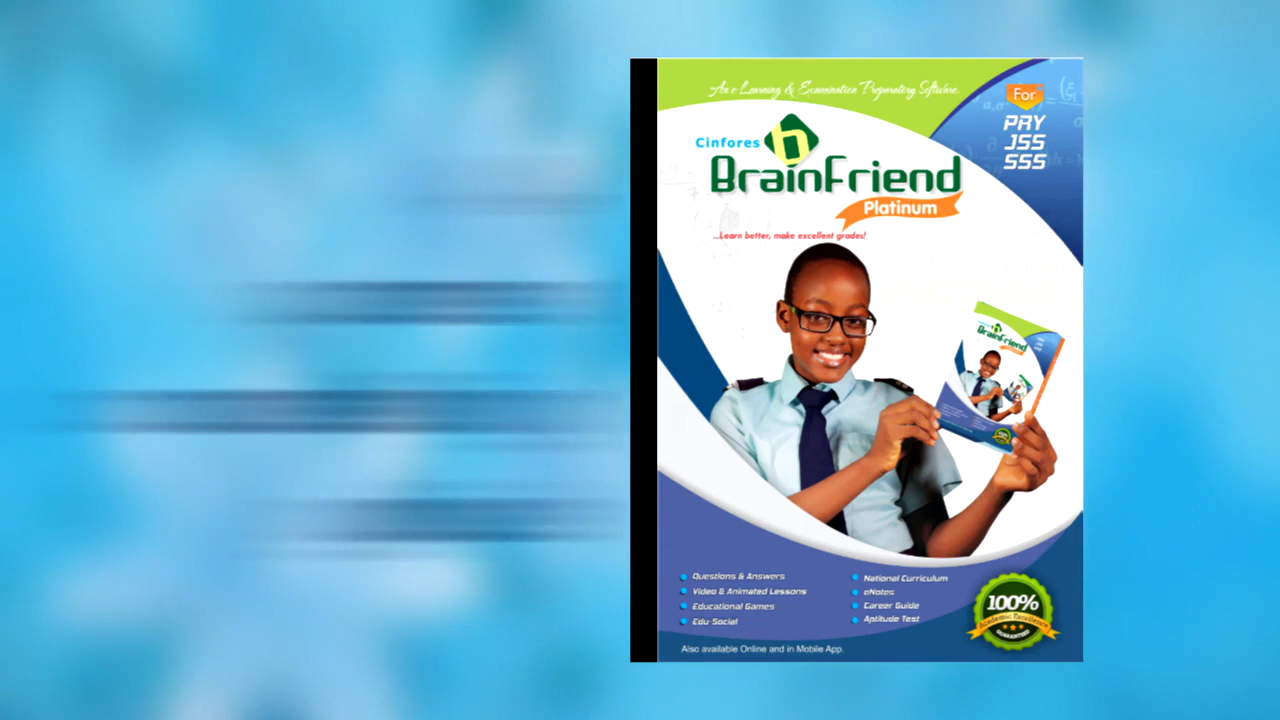 An e-Learning & Examination Preparatory Software.
For
PRY
JSS
SSS
Cinfores
BrainFriend
Platinum
...Learn better, make excellent grades!
BrainFriend
Questions & Answers
Video & Animated Lessons
Educational Games
Edu-Social
National Curriculum
eNotes
Career Guide
Aptitude Test
100%
Academic Excellence
GUARANTEED
Also available Online and in Mobile App.